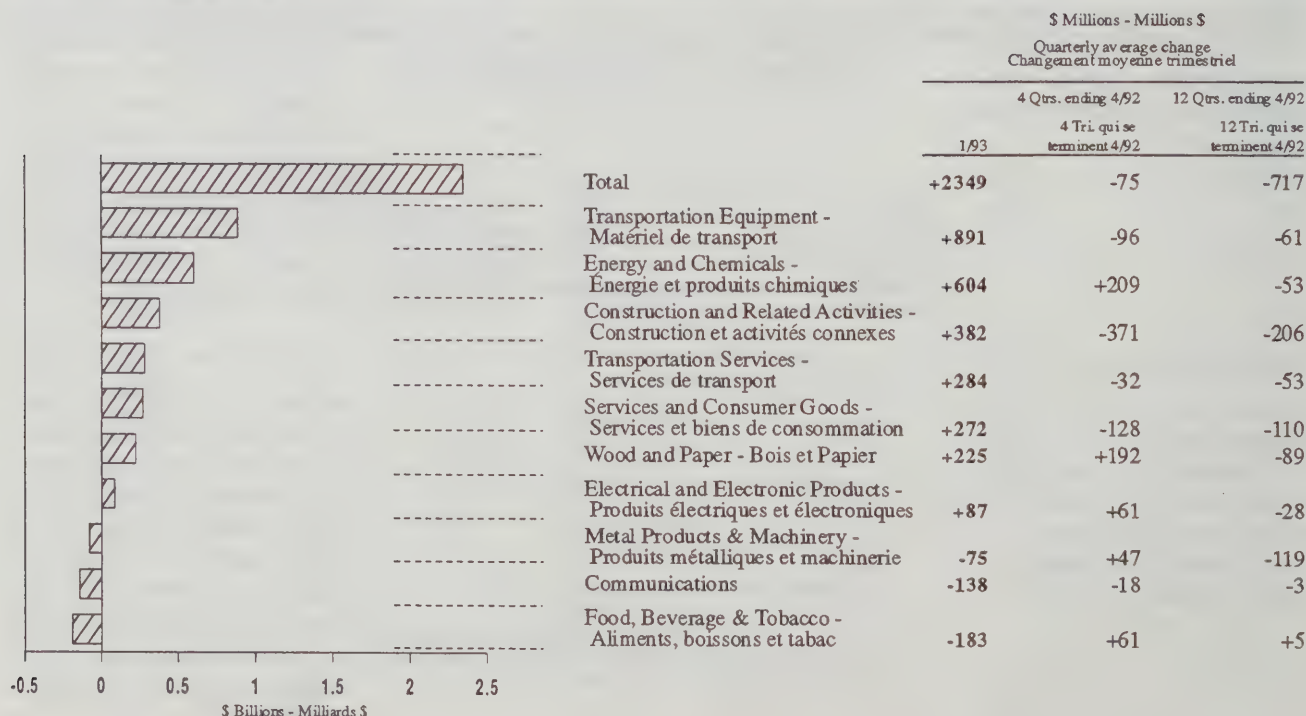 $ Millions - Millions $
Quarterly average change
Changement moyenne trimestriel
4 Qtrs. ending 4/92 12 Qtrs. ending 4/92
4 Tri. qui se 12 Tri. qui se
1/93 terminent 4/92 terminent 4/92
Total +2349 -75 -717
Transportation Equipment -
Matériel de transport +891 -96 -61
Energy and Chemicals -
Énergie et produits chimiques +604 +209 -53
Construction and Related Activities -
Construction et activités connexes +382 -371 -206
Transportation Services -
Services de transport +284 -32 -53
Services and Consumer Goods -
Services et biens de consommation +272 -128 -110
Wood and Paper - Bois et Papier +225 +192 -89
Electrical and Electronic Products -
Produits électriques et électroniques +87 +61 -28
Metal Products & Machinery -
Produits métalliques et machinerie -75 +47 -119
Communications -138 -18 -3
Food, Beverage & Tobacco -
Aliments, boissons et tabac -183 +61 +5
-0.5 0 0.5 1 1.5 2 2.5
$ Billions - Milliards $